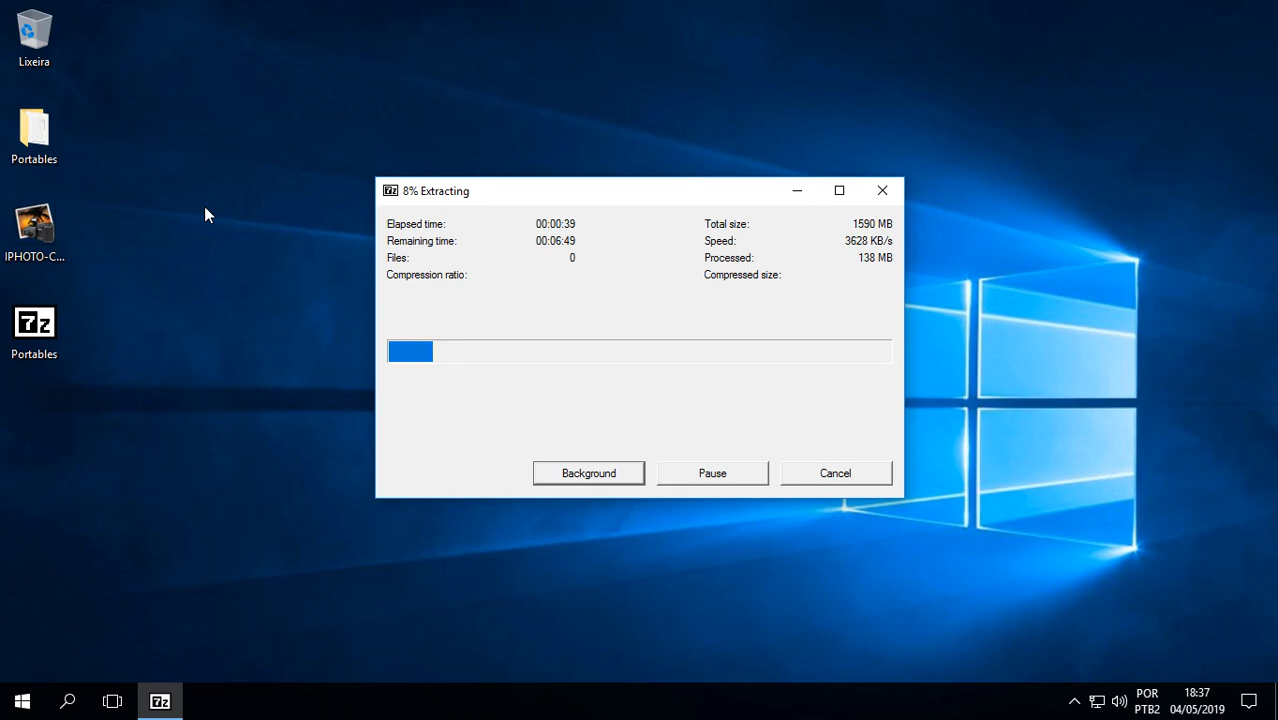 Lixeira
Portables
IPHOTO-C...
7z
Portables
7z 8% Extracting
Elapsed time: 00:00:39 Total size: 1590 MB
Remaining time: 00:06:49 Speed: 3628 KB/s
Files: 0 Processed: 138 MB
Compression ratio: Compressed size:
Background Pause Cancel
7z
POR 18:37
PTB2 04/05/2019